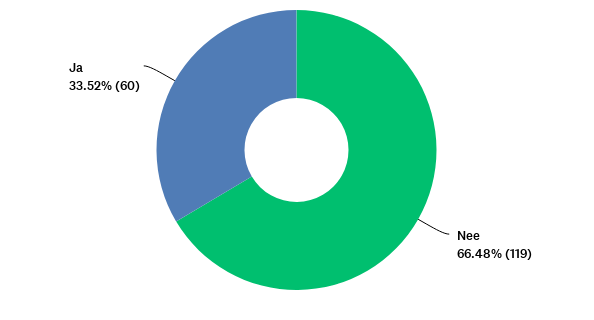 Ja
33.52% (60)
Nee
66.48% (119)